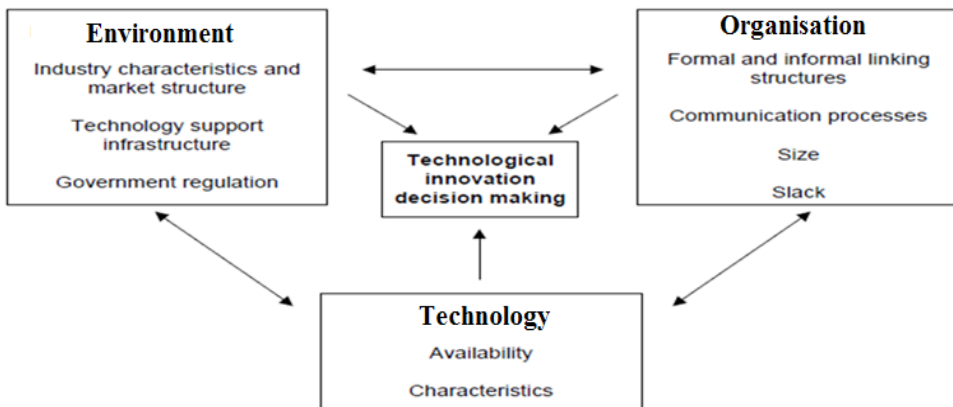 Environment
Industry characteristics and
market structure
Technology support
infrastructure
Government regulation
Organisation
Formal and informal linking
structures
Communication processes
Size
Slack
Technological
innovation
decision making
Technology
Availability
Characteristics